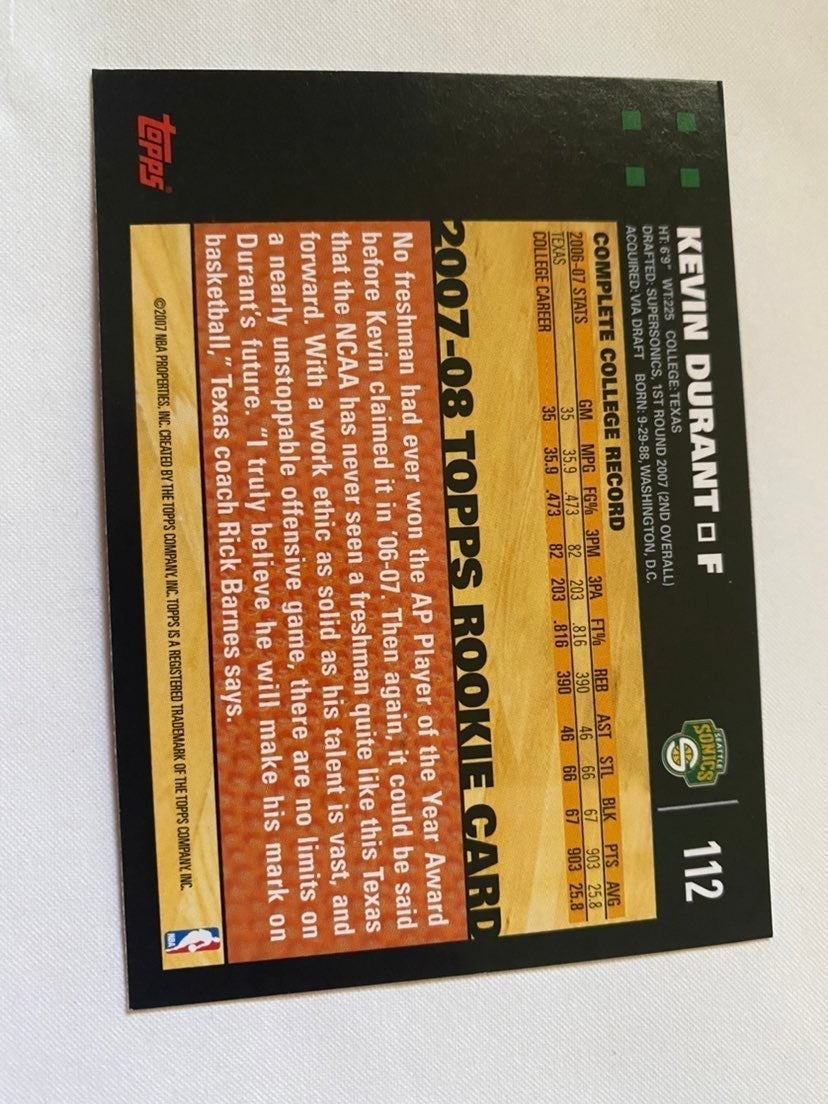 KEVIN DURANT □ F
SEATTLE
SONICS
112
HT: 6'9" WT: 225 COLLEGE: TEXAS
DRAFTED: SUPERSONICS, 1ST ROUND 2007 (2ND OVERALL)
ACQUIRED: VIA DRAFT BORN: 9-29-88, WASHINGTON, D.C.
COMPLETE COLLEGE RECORD
2006-07 STATS GM MPG FG% 3PM 3PA FT% REB AST STL BLK PTS AVG
TEXAS 35 35.9 .473 82 203 .816 390 46 66 67 903 25.8
COLLEGE CAREER 35 35.9 .473 82 203 .816 390 46 66 67 903 25.8
2007-08 TOPPS ROOKIE CARD
No freshman had ever won the AP Player of the Year Award
before Kevin claimed it in '06-07. Then again, it could be said
that the NCAA has never seen a freshman quite like this Texas
forward. With a work ethic as solid as his talent is vast, and
a nearly unstoppable offensive game, there are no limits on
Durant's future. "I truly believe he will make his mark on
basketball," Texas coach Rick Barnes says.
topps®
©2007 NBA PROPERTIES, INC. CREATED BY THE TOPPS COMPANY, INC. TOPPS IS A REGISTERED TRADEMARK OF THE TOPPS COMPANY, INC.
NBA